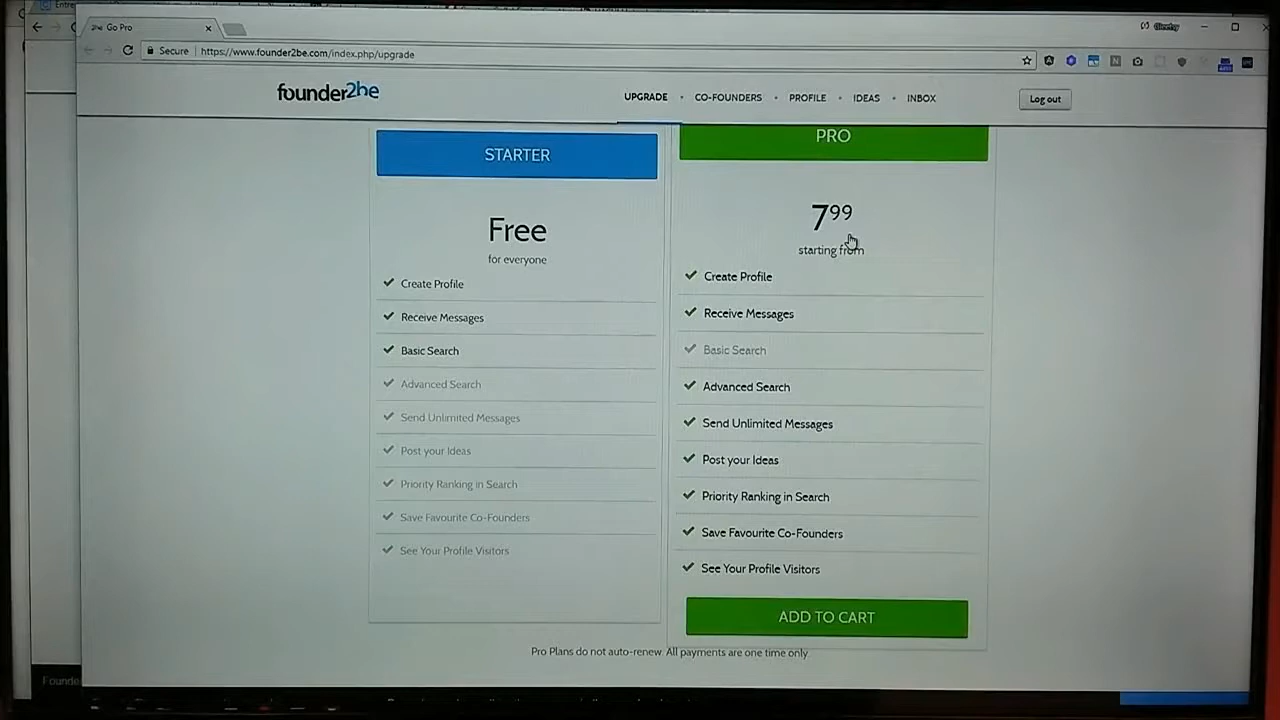 Entre
Go Pro
Secure
https://www.founder2be.com/index.php/upgrade
founder2be
UPGRADE • CO-FOUNDERS • PROFILE • IDEAS • INBOX
Log out
STARTER
Free
for everyone
Create Profile
Receive Messages
Basic Search
Advanced Search
Send Unlimited Messages
Post your Ideas
Priority Ranking in Search
Save Favourite Co-Founders
See Your Profile Visitors
PRO
7⁹⁹
starting from
Create Profile
Receive Messages
Basic Search
Advanced Search
Send Unlimited Messages
Post your Ideas
Priority Ranking in Search
Save Favourite Co-Founders
See Your Profile Visitors
ADD TO CART
Pro Plans do not auto-renew. All payments are one time only.
Founde